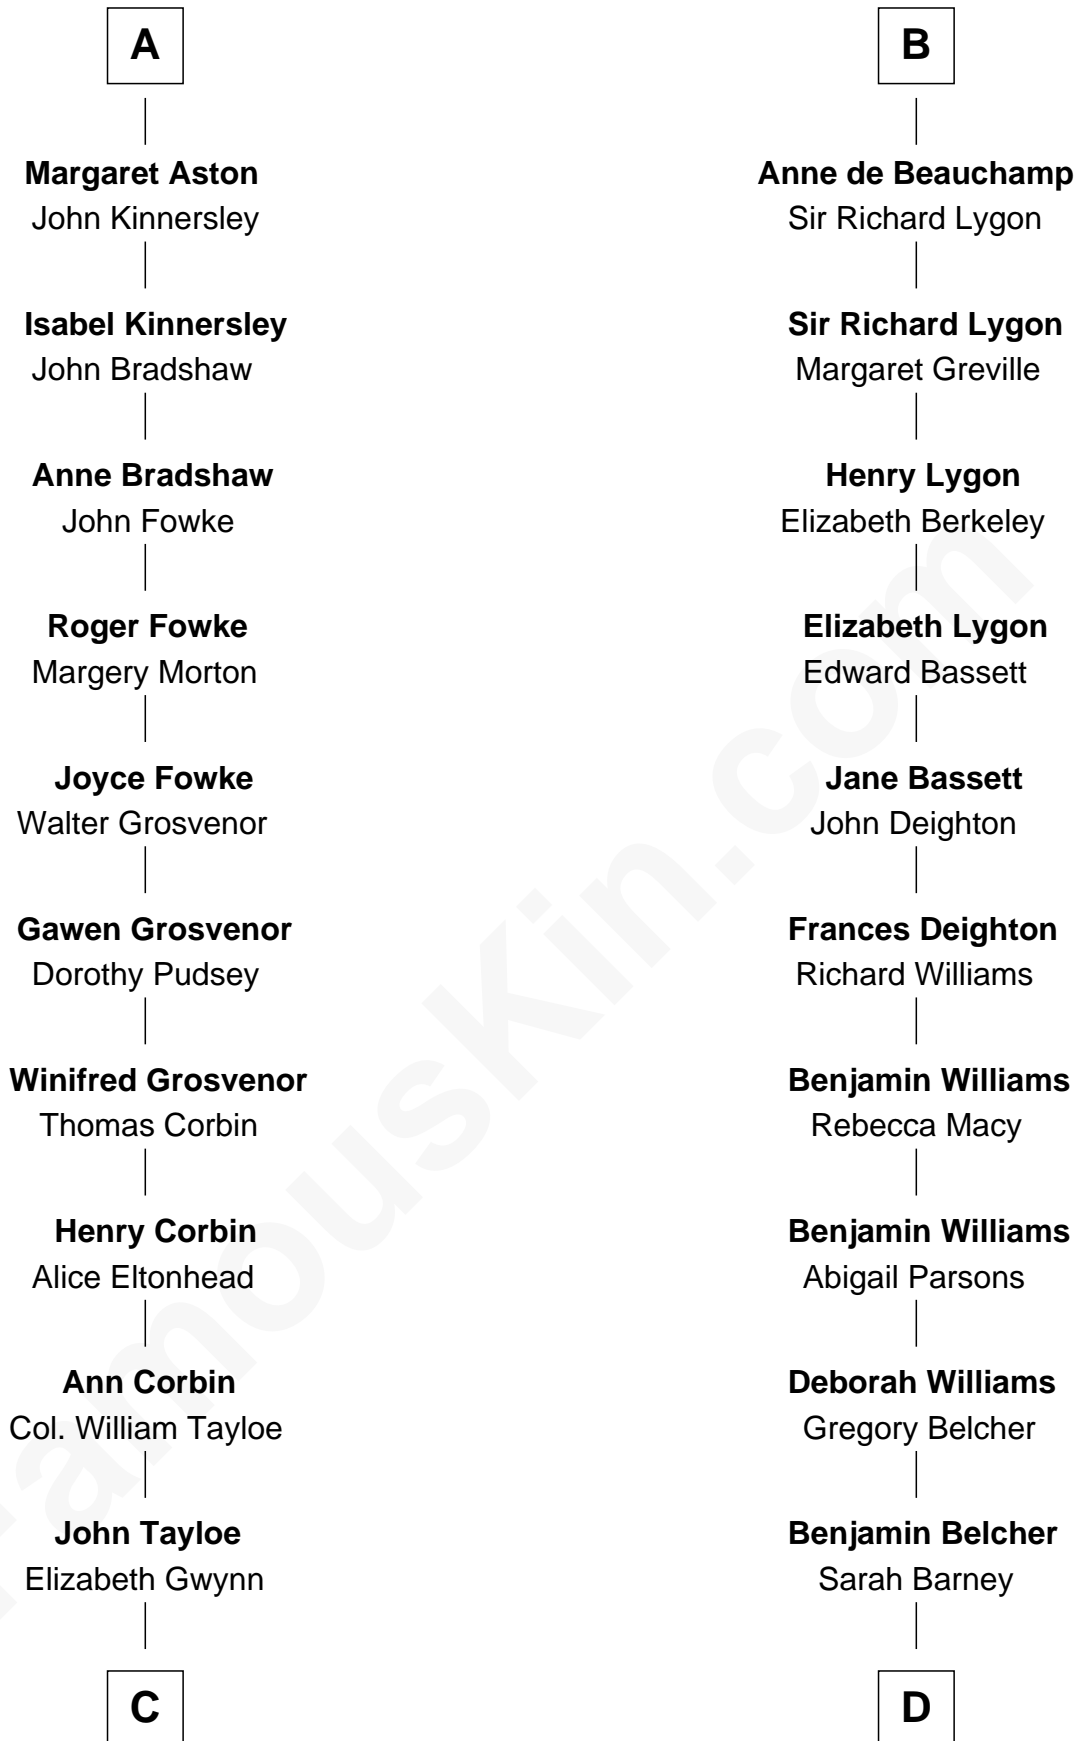 A
Margaret Aston
John Kinnersley
Isabel Kinnersley
John Bradshaw
Anne Bradshaw
John Fowke
Roger Fowke
Margery Morton
Joyce Fowke
Walter Grosvenor
Gawen Grosvenor
Dorothy Pudsey
Winifred Grosvenor
Thomas Corbin
Henry Corbin
Alice Eltonhead
Ann Corbin
Col. William Tayloe
John Tayloe
Elizabeth Gwynn
C
B
Anne de Beauchamp
Sir Richard Lygon
Sir Richard Lygon
Margaret Greville
Henry Lygon
Elizabeth Berkeley
Elizabeth Lygon
Edward Bassett
Jane Bassett
John Deighton
Frances Deighton
Richard Williams
Benjamin Williams
Rebecca Macy
Benjamin Williams
Abigail Parsons
Deborah Williams
Gregory Belcher
Benjamin Belcher
Sarah Barney
D
FamousKin.com